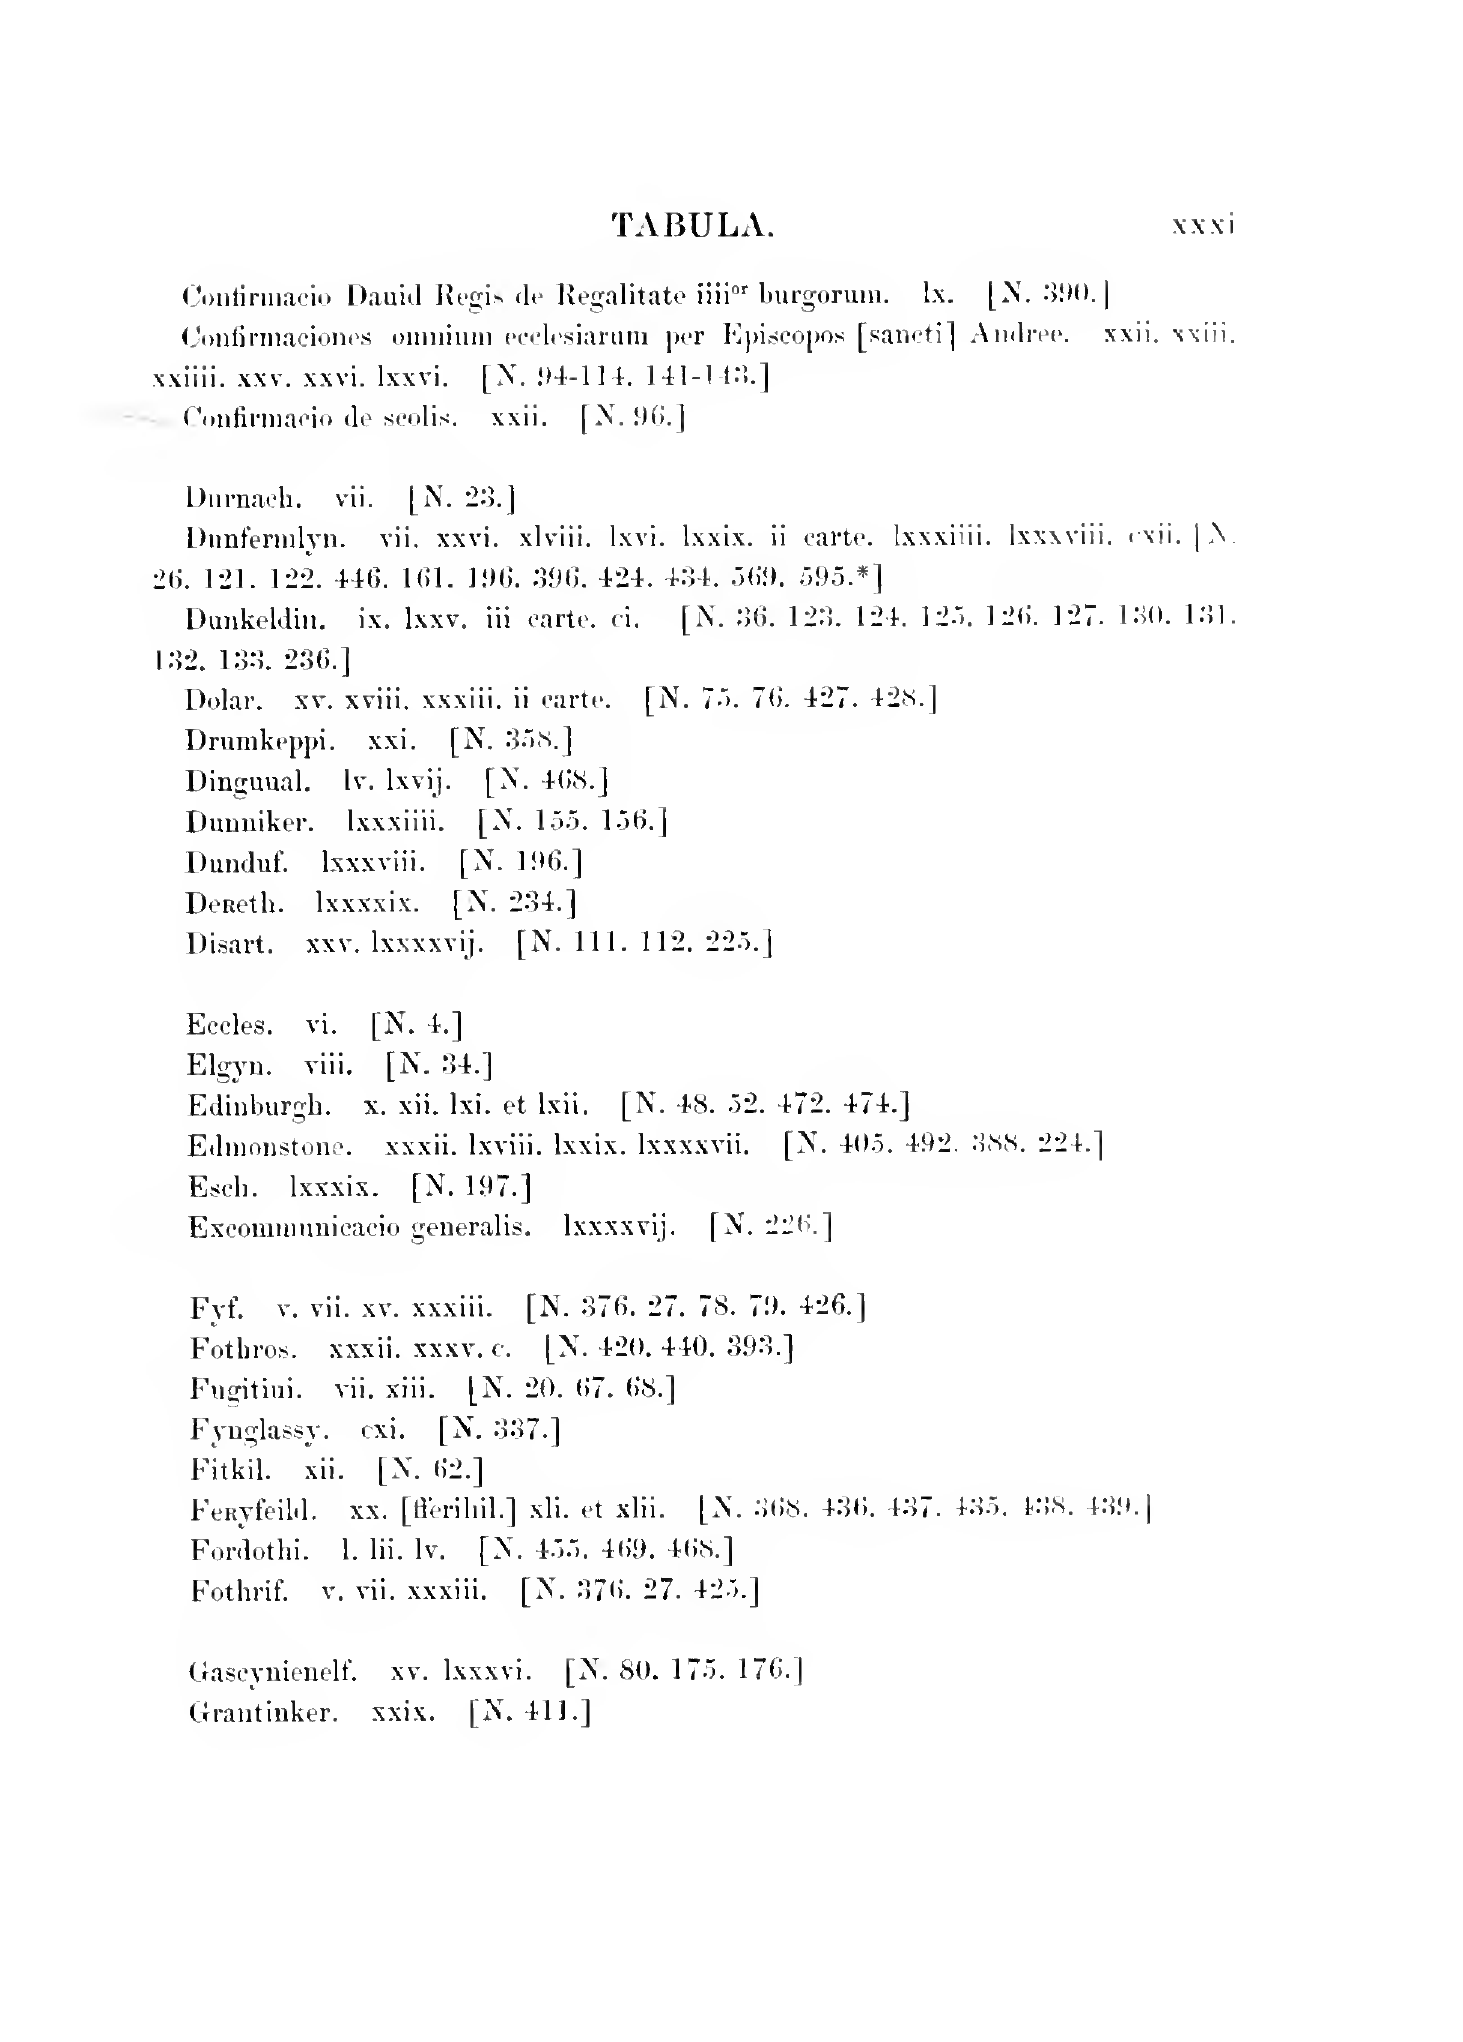 TABULA. xxxi
Confirmacio Dauid Regis de Regalitate iiiiᵒʳ burgorum. lx. [N. 390.]
Confirmaciones omnium ecclesiarum per Episcopos [sancti] Andree. xxii. xxiii.
xxiiii. xxv. xxvi. lxxvi. [N. 94-114. 141-143.]
Confirmacio de scolis. xxii. [N. 96.]
Durnach. vii. [N. 23.]
Dunfermlyn. vii. xxvi. xlviii. lxvi. lxxix. ii carte. lxxxiiii. lxxxviii. cxii. [N.
26. 121. 122. 446. 161. 196. 396. 424. 434. 569. 595.*]
Dunkeldin. ix. lxxv. iii carte. ci. [N. 36. 123. 124. 125. 126. 127. 130. 131.
132. 133. 236.]
Dolar. xv. xviii. xxxiii. ii carte. [N. 75. 76. 427. 428.]
Drumkeppi. xxi. [N. 358.]
Dinguual. lv. lxvij. [N. 468.]
Dunniker. lxxxiiii. [N. 155. 156.]
Dunduf. lxxxviii. [N. 196.]
DeReth. lxxxxix. [N. 234.]
Disart. xxv. lxxxxvij. [N. 111. 112. 225.]
Eccles. vi. [N. 4.]
Elgyn. viii. [N. 34.]
Edinburgh. x. xii. lxi. et lxii. [N. 48. 52. 472. 474.]
Edmonstone. xxxii. lxviii. lxxix. lxxxxvii. [N. 405. 492. 388. 224.]
Esch. lxxxix. [N. 197.]
Excommunicacio generalis. lxxxxvij. [N. 226.]
Fyf. v. vii. xv. xxxiii. [N. 376. 27. 78. 79. 426.]
Fothros. xxxii. xxxv. c. [N. 420. 440. 393.]
Fugitiui. vii. xiii. [N. 20. 67. 68.]
Fynglassy. cxi. [N. 337.]
Fitkil. xii. [N. 62.]
FeRyfeild. xx. [fferihil.] xli. et xlii. [N. 368. 436. 437. 435. 438. 439.]
Fordothi. l. lii. lv. [N. 455. 469. 468.]
Fothrif. v. vii. xxxiii. [N. 376. 27. 425.]
Gascynienelf. xv. lxxxvi. [N. 80. 175. 176.]
Grantinker. xxix. [N. 411.]